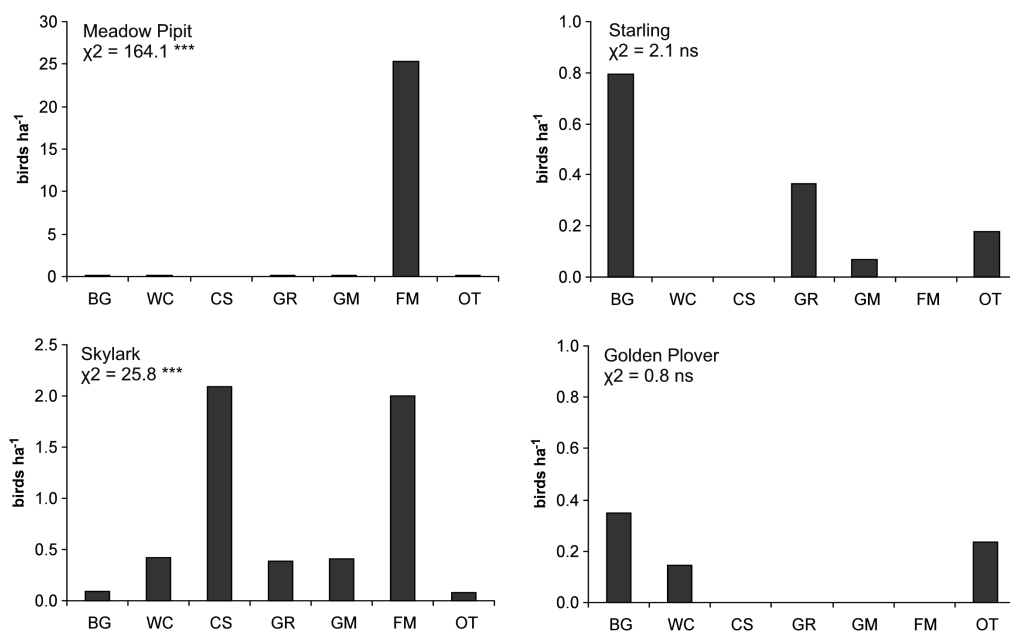 Meadow Pipit
χ2 = 164.1 ***
birds ha⁻¹
30
25
20
15
10
5
0
BG WC CS GR GM FM OT
Starling
χ2 = 2.1 ns
birds ha⁻¹
1.0
0.8
0.6
0.4
0.2
0.0
BG WC CS GR GM FM OT
Skylark
χ2 = 25.8 ***
birds ha⁻¹
2.5
2.0
1.5
1.0
0.5
0.0
BG WC CS GR GM FM OT
Golden Plover
χ2 = 0.8 ns
birds ha⁻¹
1.0
0.8
0.6
0.4
0.2
0.0
BG WC CS GR GM FM OT